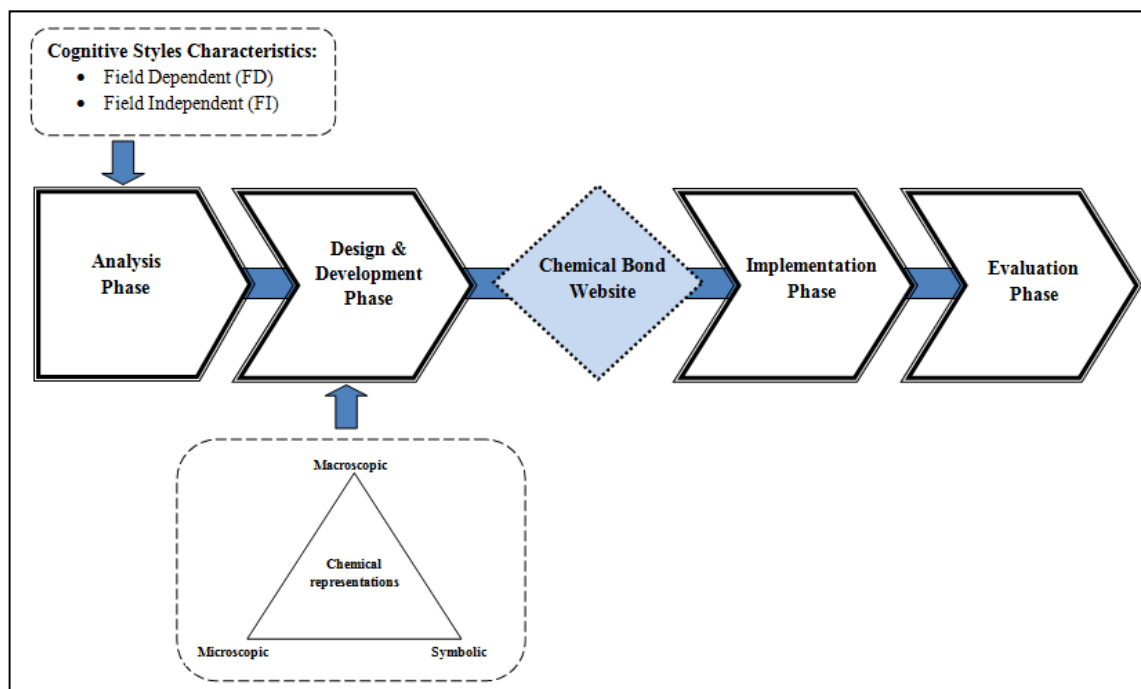 Cognitive Styles Characteristics:
• Field Dependent (FD)
• Field Independent (FI)
Analysis
Phase
Design &
Development
Phase
Chemical Bond
Website
Implementation
Phase
Evaluation
Phase
Macroscopic
Chemical
representations
Microscopic
Symbolic